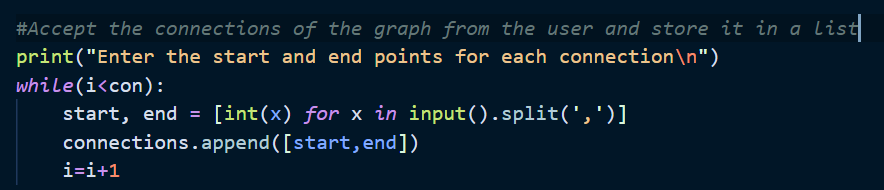 #Accept the connections of the graph from the user and store it in a list
print("Enter the start and end points for each connection\n")
while(i<con):
    start, end = [int(x) for x in input().split(',')]
    connections.append([start,end])
    i=i+1